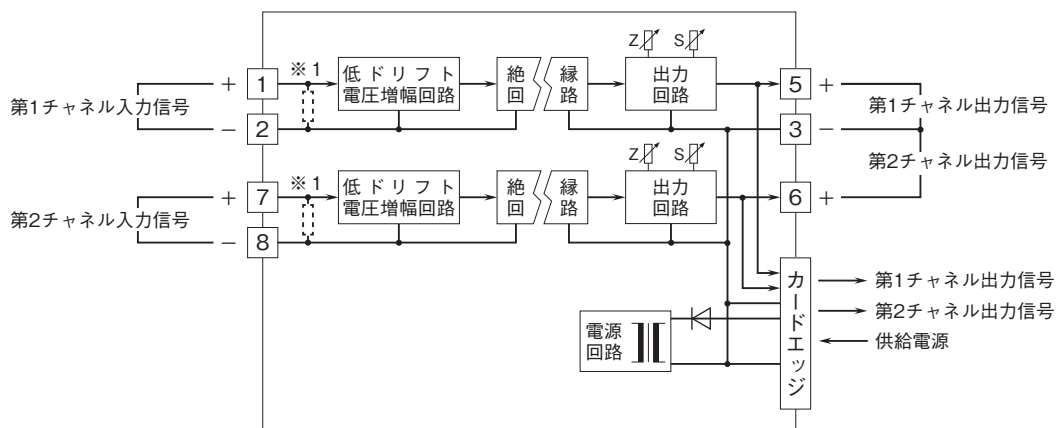 Z S
※1
低ドリフト
電圧増幅回路
絶 縁
回 路
出力
回路
+ 1
第1チャネル入力信号
− 2
5 +
第1チャネル出力信号
3 −
第2チャネル出力信号
6 +
Z S
※1
低ドリフト
電圧増幅回路
絶 縁
回 路
出力
回路
+ 7
第2チャネル入力信号
− 8
電源
回路
カードエッジ
第1チャネル出力信号
第2チャネル出力信号
供給電源